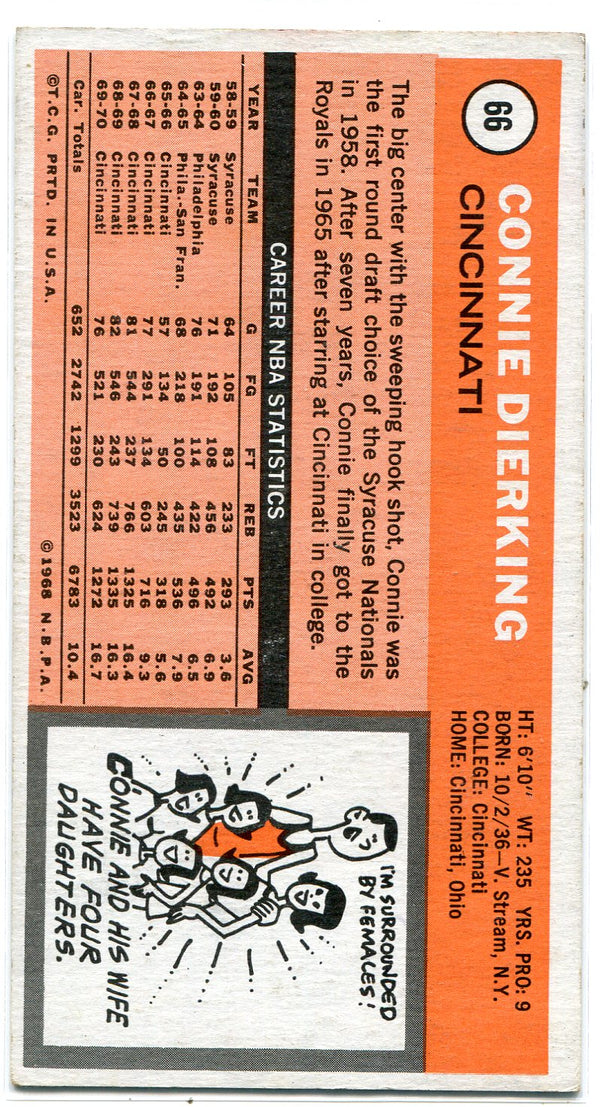 66
CONNIE DIERKING
CINCINNATI
HT: 6'10" WT: 235 YRS. PRO: 9
BORN: 10/2/36—V. Stream, N.Y.
COLLEGE: Cincinnati
HOME: Cincinnati, Ohio
The big center with the sweeping hook shot, Connie was
the first round draft choice of the Syracuse Nationals
in 1958. After seven years, Connie finally got to the
Royals in 1965 after starring at Cincinnati in college.
CAREER NBA STATISTICS
YEAR TEAM G FG FT REB PTS AVG
58-59 Syracuse 64 105 83 233 293 3.6
59-60 Syracuse 71 192 108 456 492 6.9
63-64 Philadelphia 76 191 114 422 496 6.5
64-65 Phila.-San Fran. 68 218 100 435 536 7.9
65-66 Cincinnati 57 134 50 245 318 5.6
66-67 Cincinnati 77 291 134 603 716 9.3
67-68 Cincinnati 81 544 237 766 1325 16.4
68-69 Cincinnati 82 546 243 739 1335 16.3
69-70 Cincinnati 76 521 230 624 1272 16.7
Car. Totals 652 2742 1299 3523 6783 10.4
©T.C.G. PRTD. IN U.S.A. ©1968 N.B.P.A.
I'M SURROUNDED
BY FEMALES!
CONNIE AND HIS WIFE
HAVE FOUR
DAUGHTERS.